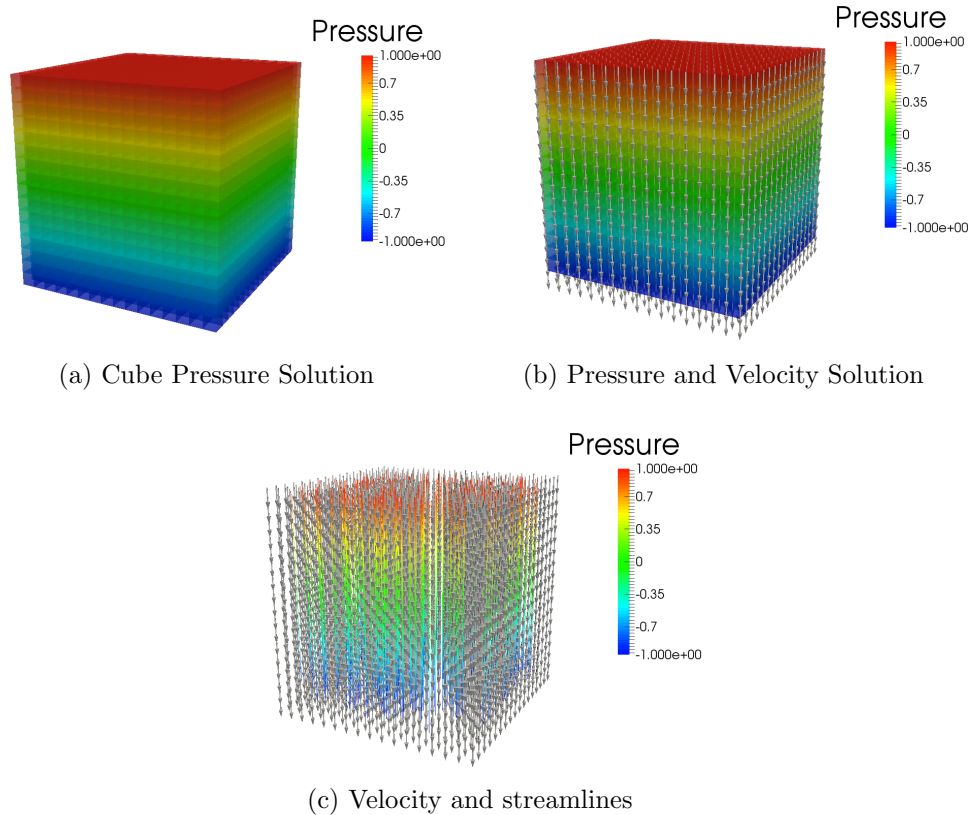 Pressure
1.000e+00
0.7
0.35
0
-0.35
-0.7
-1.000e+00
(a) Cube Pressure Solution
Pressure
1.000e+00
0.7
0.35
0
-0.35
-0.7
-1.000e+00
(b) Pressure and Velocity Solution
Pressure
1.000e+00
0.7
0.35
0
-0.35
-0.7
-1.000e+00
(c) Velocity and streamlines